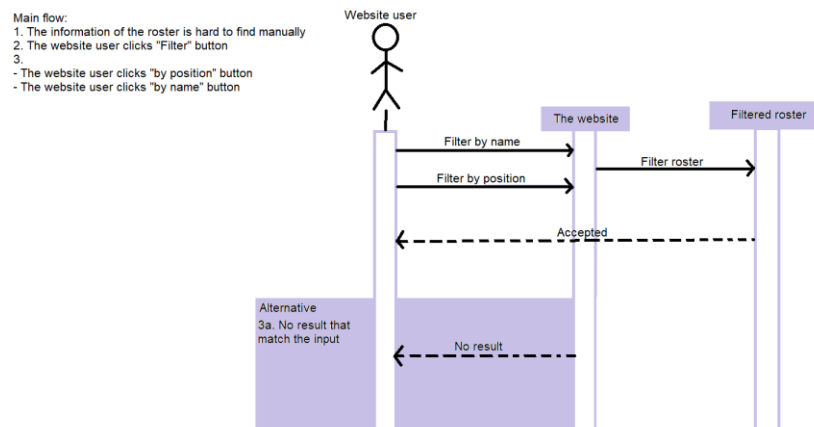 Main flow:
1. The information of the roster is hard to find manually
2. The website user clicks "Filter" button
3.
- The website user clicks "by position" button
- The website user clicks "by name" button
Website user
The website
Filtered roster
Filter by name
Filter roster
Filter by position
Accepted
Alternative
3a. No result that
match the input
No result